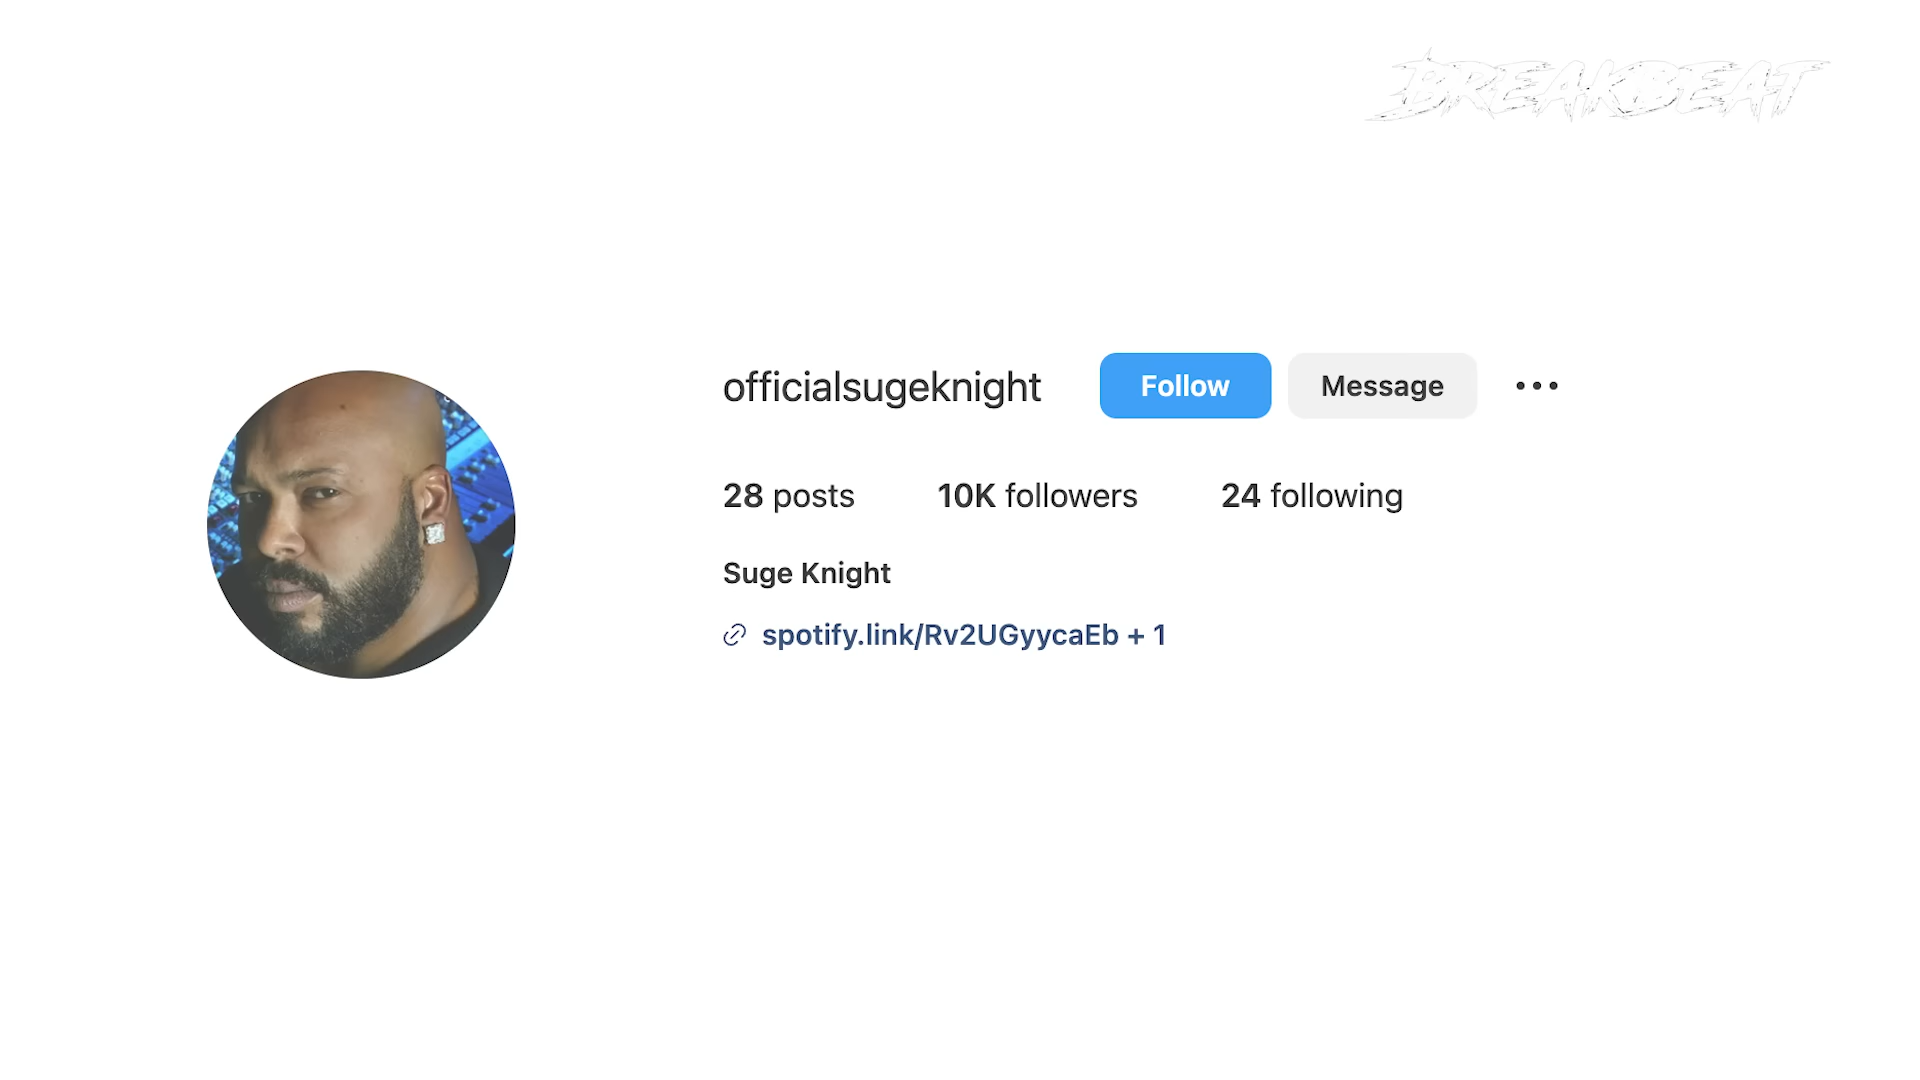 BREAKBEAT
officialsugeknight Follow Message
28 posts 10K followers 24 following
Suge Knight
spotify.link/Rv2UGyycaEb + 1